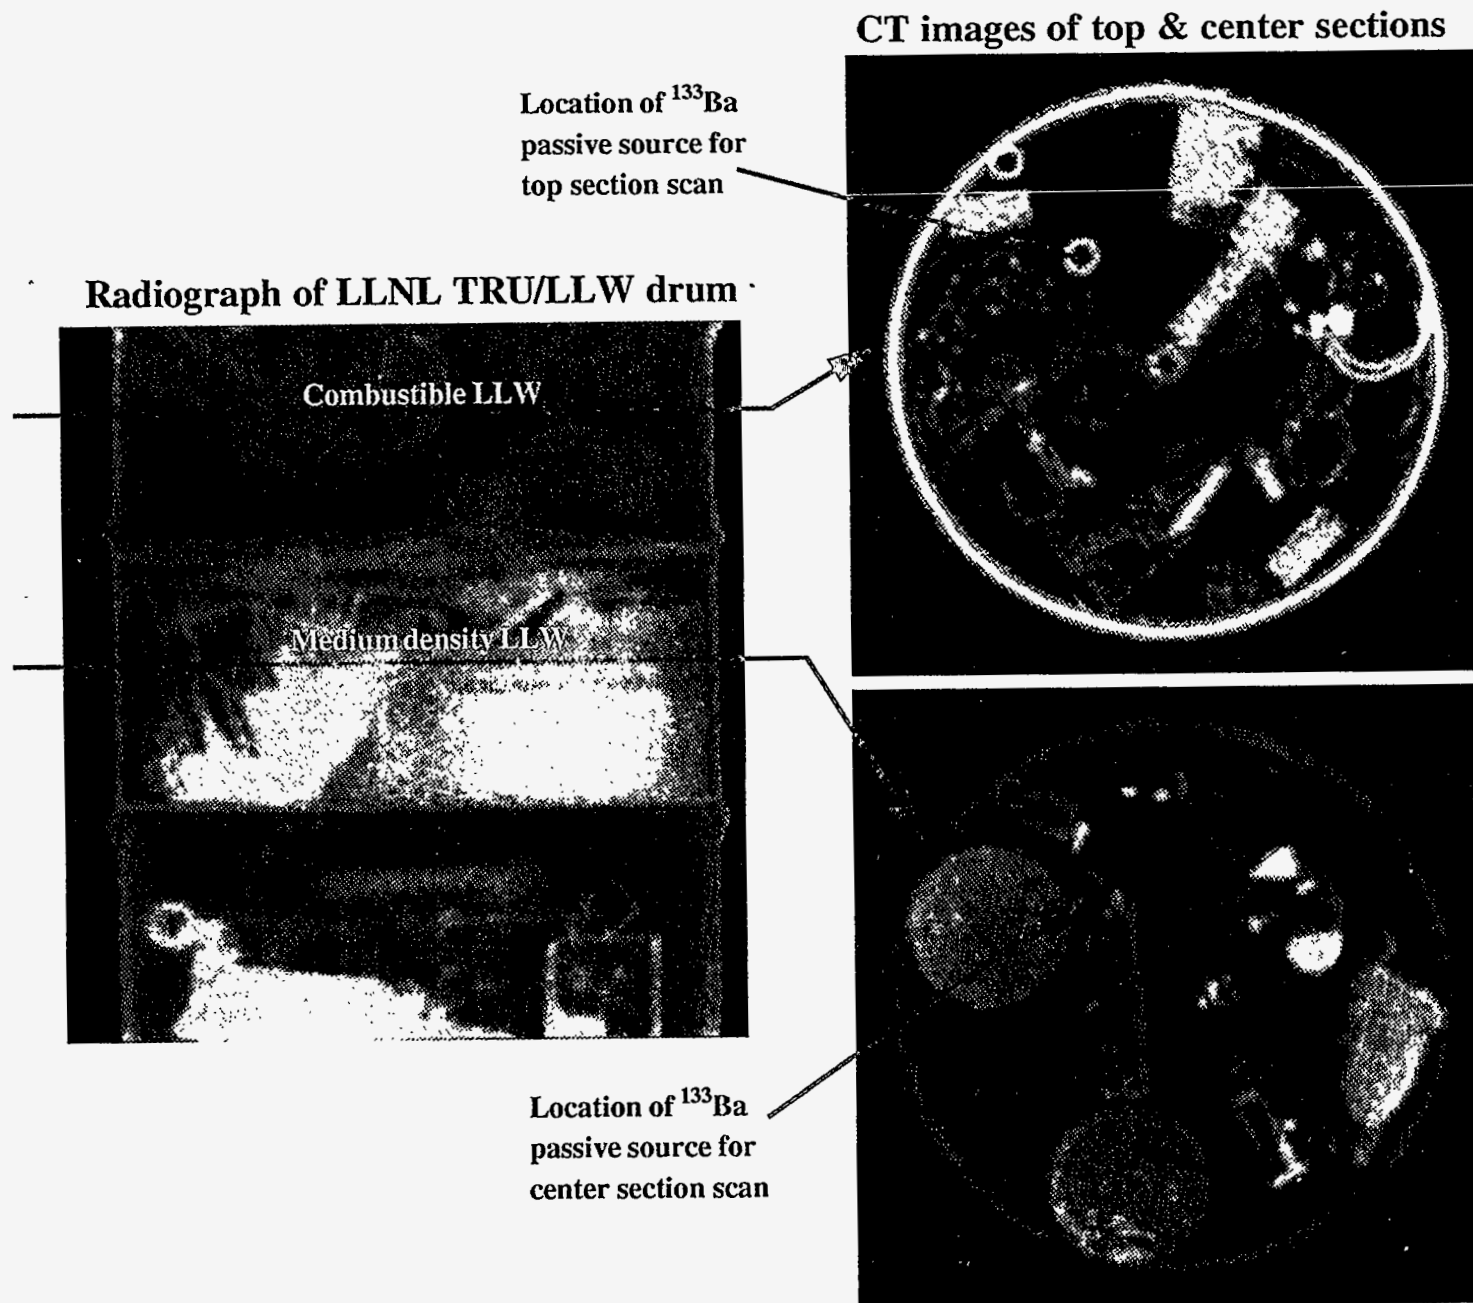 CT images of top & center sections
Location of ¹³³Ba
passive source for
top section scan
Radiograph of LLNL TRU/LLW drum
Combustible LLW
Medium density LLW
Location of ¹³³Ba
passive source for
center section scan